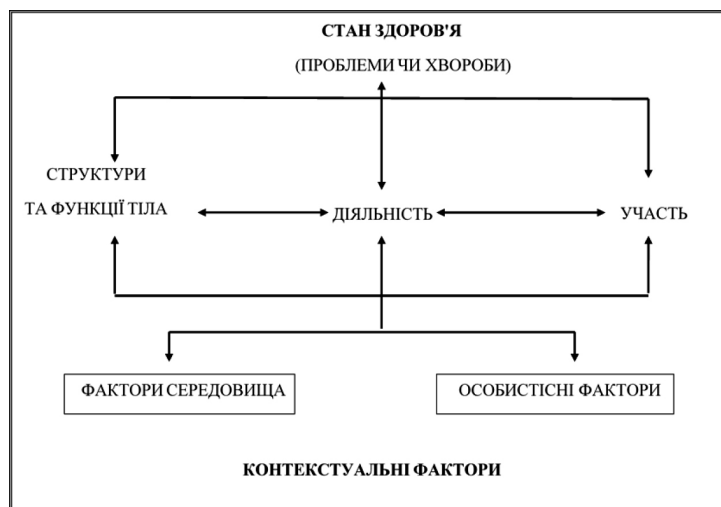 СТАН ЗДОРОВ'Я
(ПРОБЛЕМИ ЧИ ХВОРОБИ)
СТРУКТУРИ
ТА ФУНКЦІЇ ТІЛА
ДІЯЛЬНІСТЬ
УЧАСТЬ
ФАКТОРИ СЕРЕДОВИЩА
ОСОБИСТІСНІ ФАКТОРИ
КОНТЕКСТУАЛЬНІ ФАКТОРИ